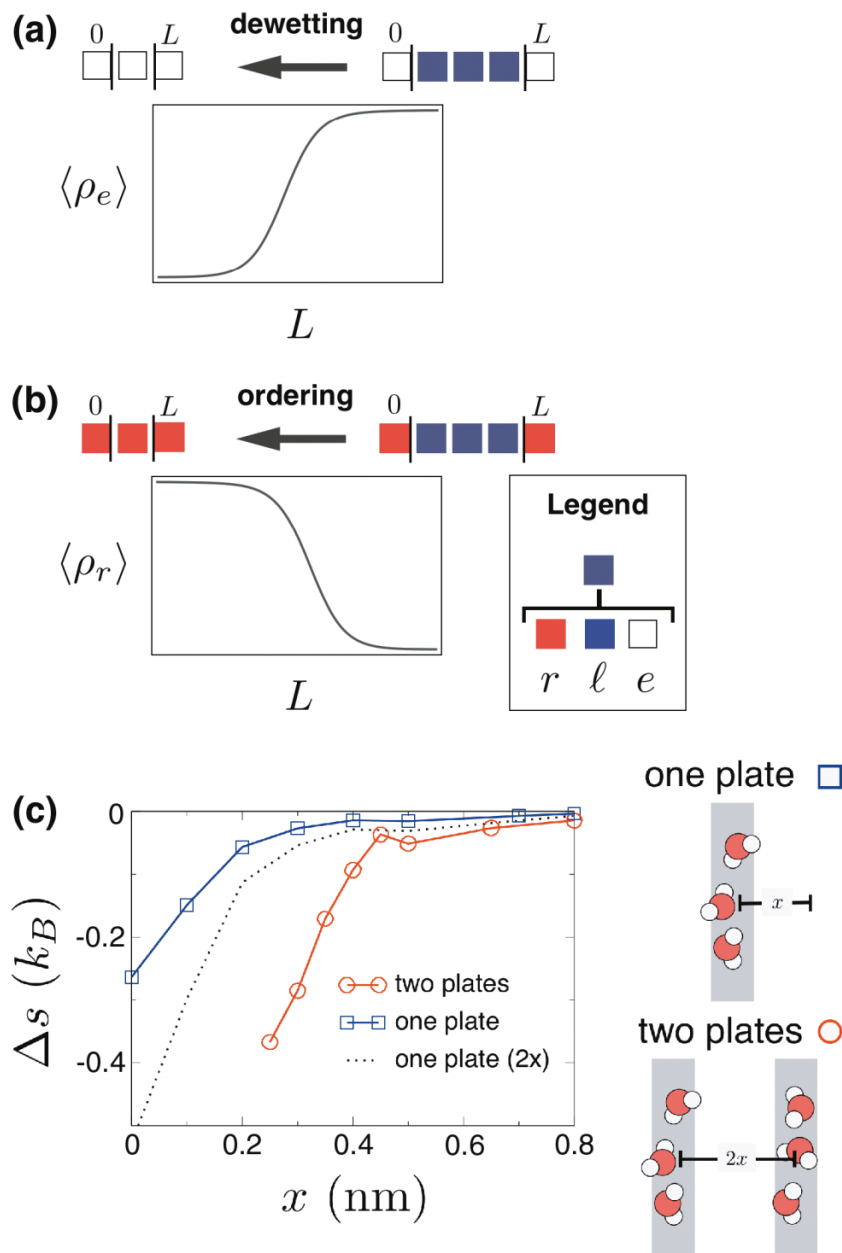 (a)
0 L dewetting 0 L
⟨ρₑ⟩
L
(b)
0 L ordering 0 L
⟨ρᵣ⟩
L
Legend
r ℓ e
(c)
0
-0.2
-0.4
Δs (k_B)
two plates
one plate
one plate (2x)
0 0.2 0.4 0.6 0.8
x (nm)
one plate
x
two plates
2x